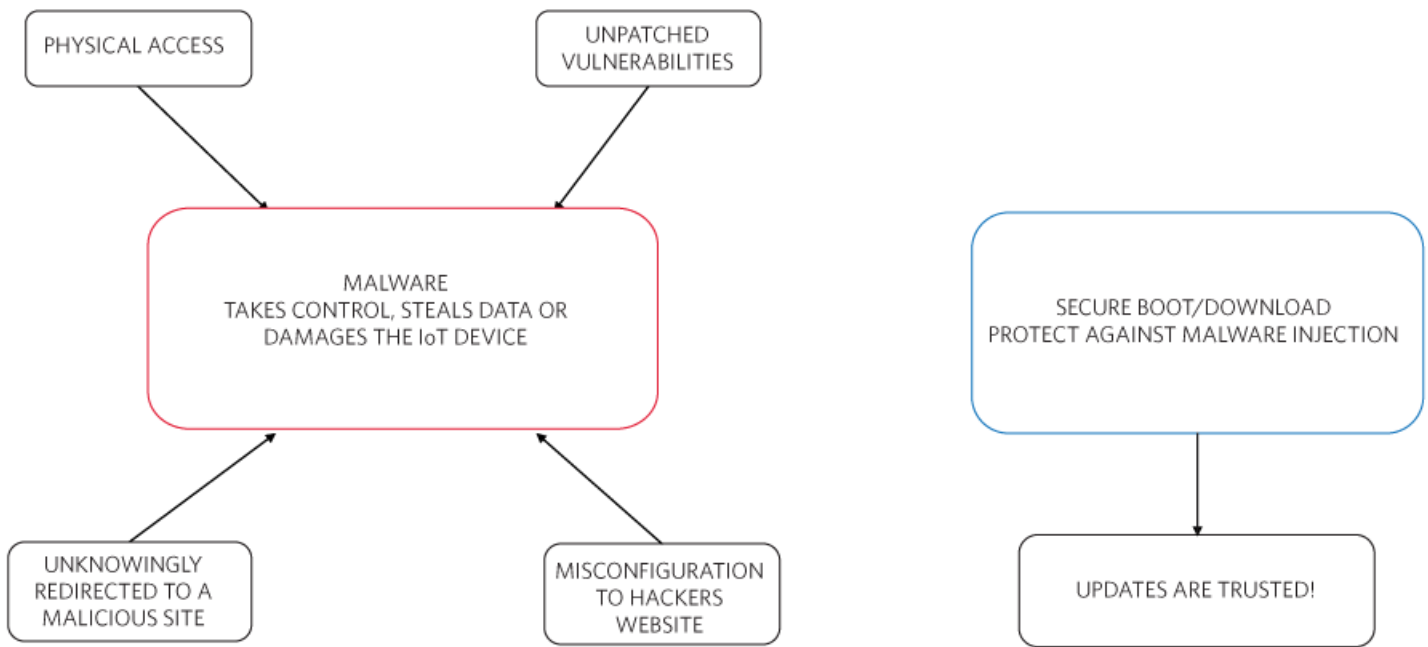 PHYSICAL ACCESS
UNPATCHED
VULNERABILITIES
MALWARE
TAKES CONTROL, STEALS DATA OR
DAMAGES THE IoT DEVICE
SECURE BOOT/DOWNLOAD
PROTECT AGAINST MALWARE INJECTION
UNKNOWINGLY
REDIRECTED TO A
MALICIOUS SITE
MISCONFIGURATION
TO HACKERS
WEBSITE
UPDATES ARE TRUSTED!